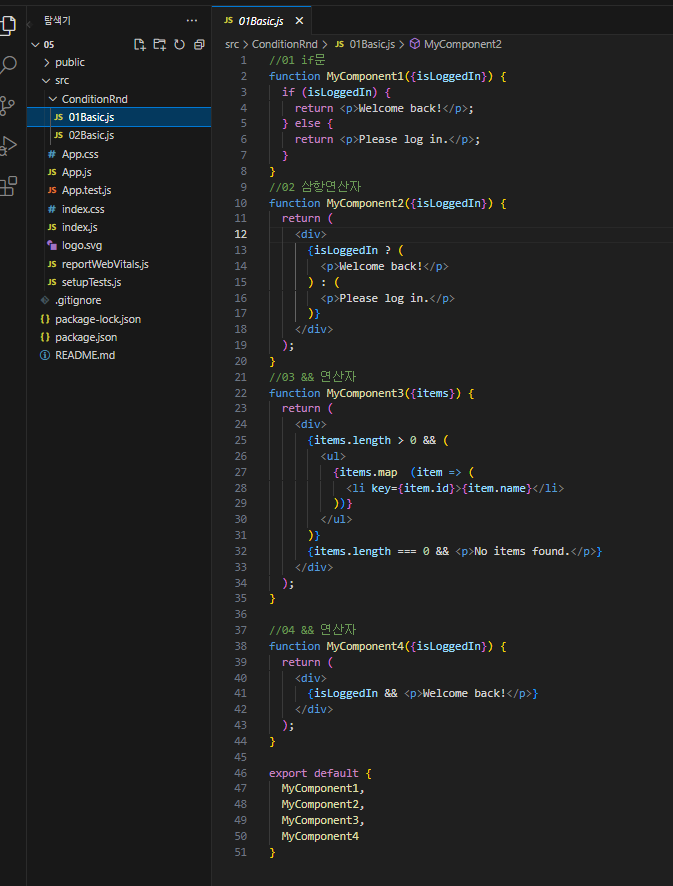 탐색기 ...
05
public
src
ConditionRnd
JS 01Basic.js
JS 02Basic.js
# App.css
JS App.js
JS App.test.js
# index.css
JS index.js
logo.svg
JS reportWebVitals.js
JS setupTests.js
.gitignore
{} package-lock.json
{} package.json
README.md
JS 01Basic.js ×
src > ConditionRnd > JS 01Basic.js > MyComponent2
1 //01 if문
2 function MyComponent1({isLoggedIn}) {
3 if (isLoggedIn) {
4 return <p>Welcome back!</p>;
5 } else {
6 return <p>Please log in.</p>;
7 }
8 }
9 //02 삼항연산자
10 function MyComponent2({isLoggedIn}) {
11 return (
12 <div>
13 {isLoggedIn ? (
14 <p>Welcome back!</p>
15 ) : (
16 <p>Please log in.</p>
17 )}
18 </div>
19 );
20 }
21 //03 && 연산자
22 function MyComponent3({items}) {
23 return (
24 <div>
25 {items.length > 0 && (
26 <ul>
27 {items.map (item => (
28 <li key={item.id}>{item.name}</li>
29 ))}
30 </ul>
31 )}
32 {items.length === 0 && <p>No items found.</p>}
33 </div>
34 );
35 }
36
37 //04 && 연산자
38 function MyComponent4({isLoggedIn}) {
39 return (
40 <div>
41 {isLoggedIn && <p>Welcome back!</p>}
42 </div>
43 );
44 }
45
46 export default {
47 MyComponent1,
48 MyComponent2,
49 MyComponent3,
50 MyComponent4
51 }